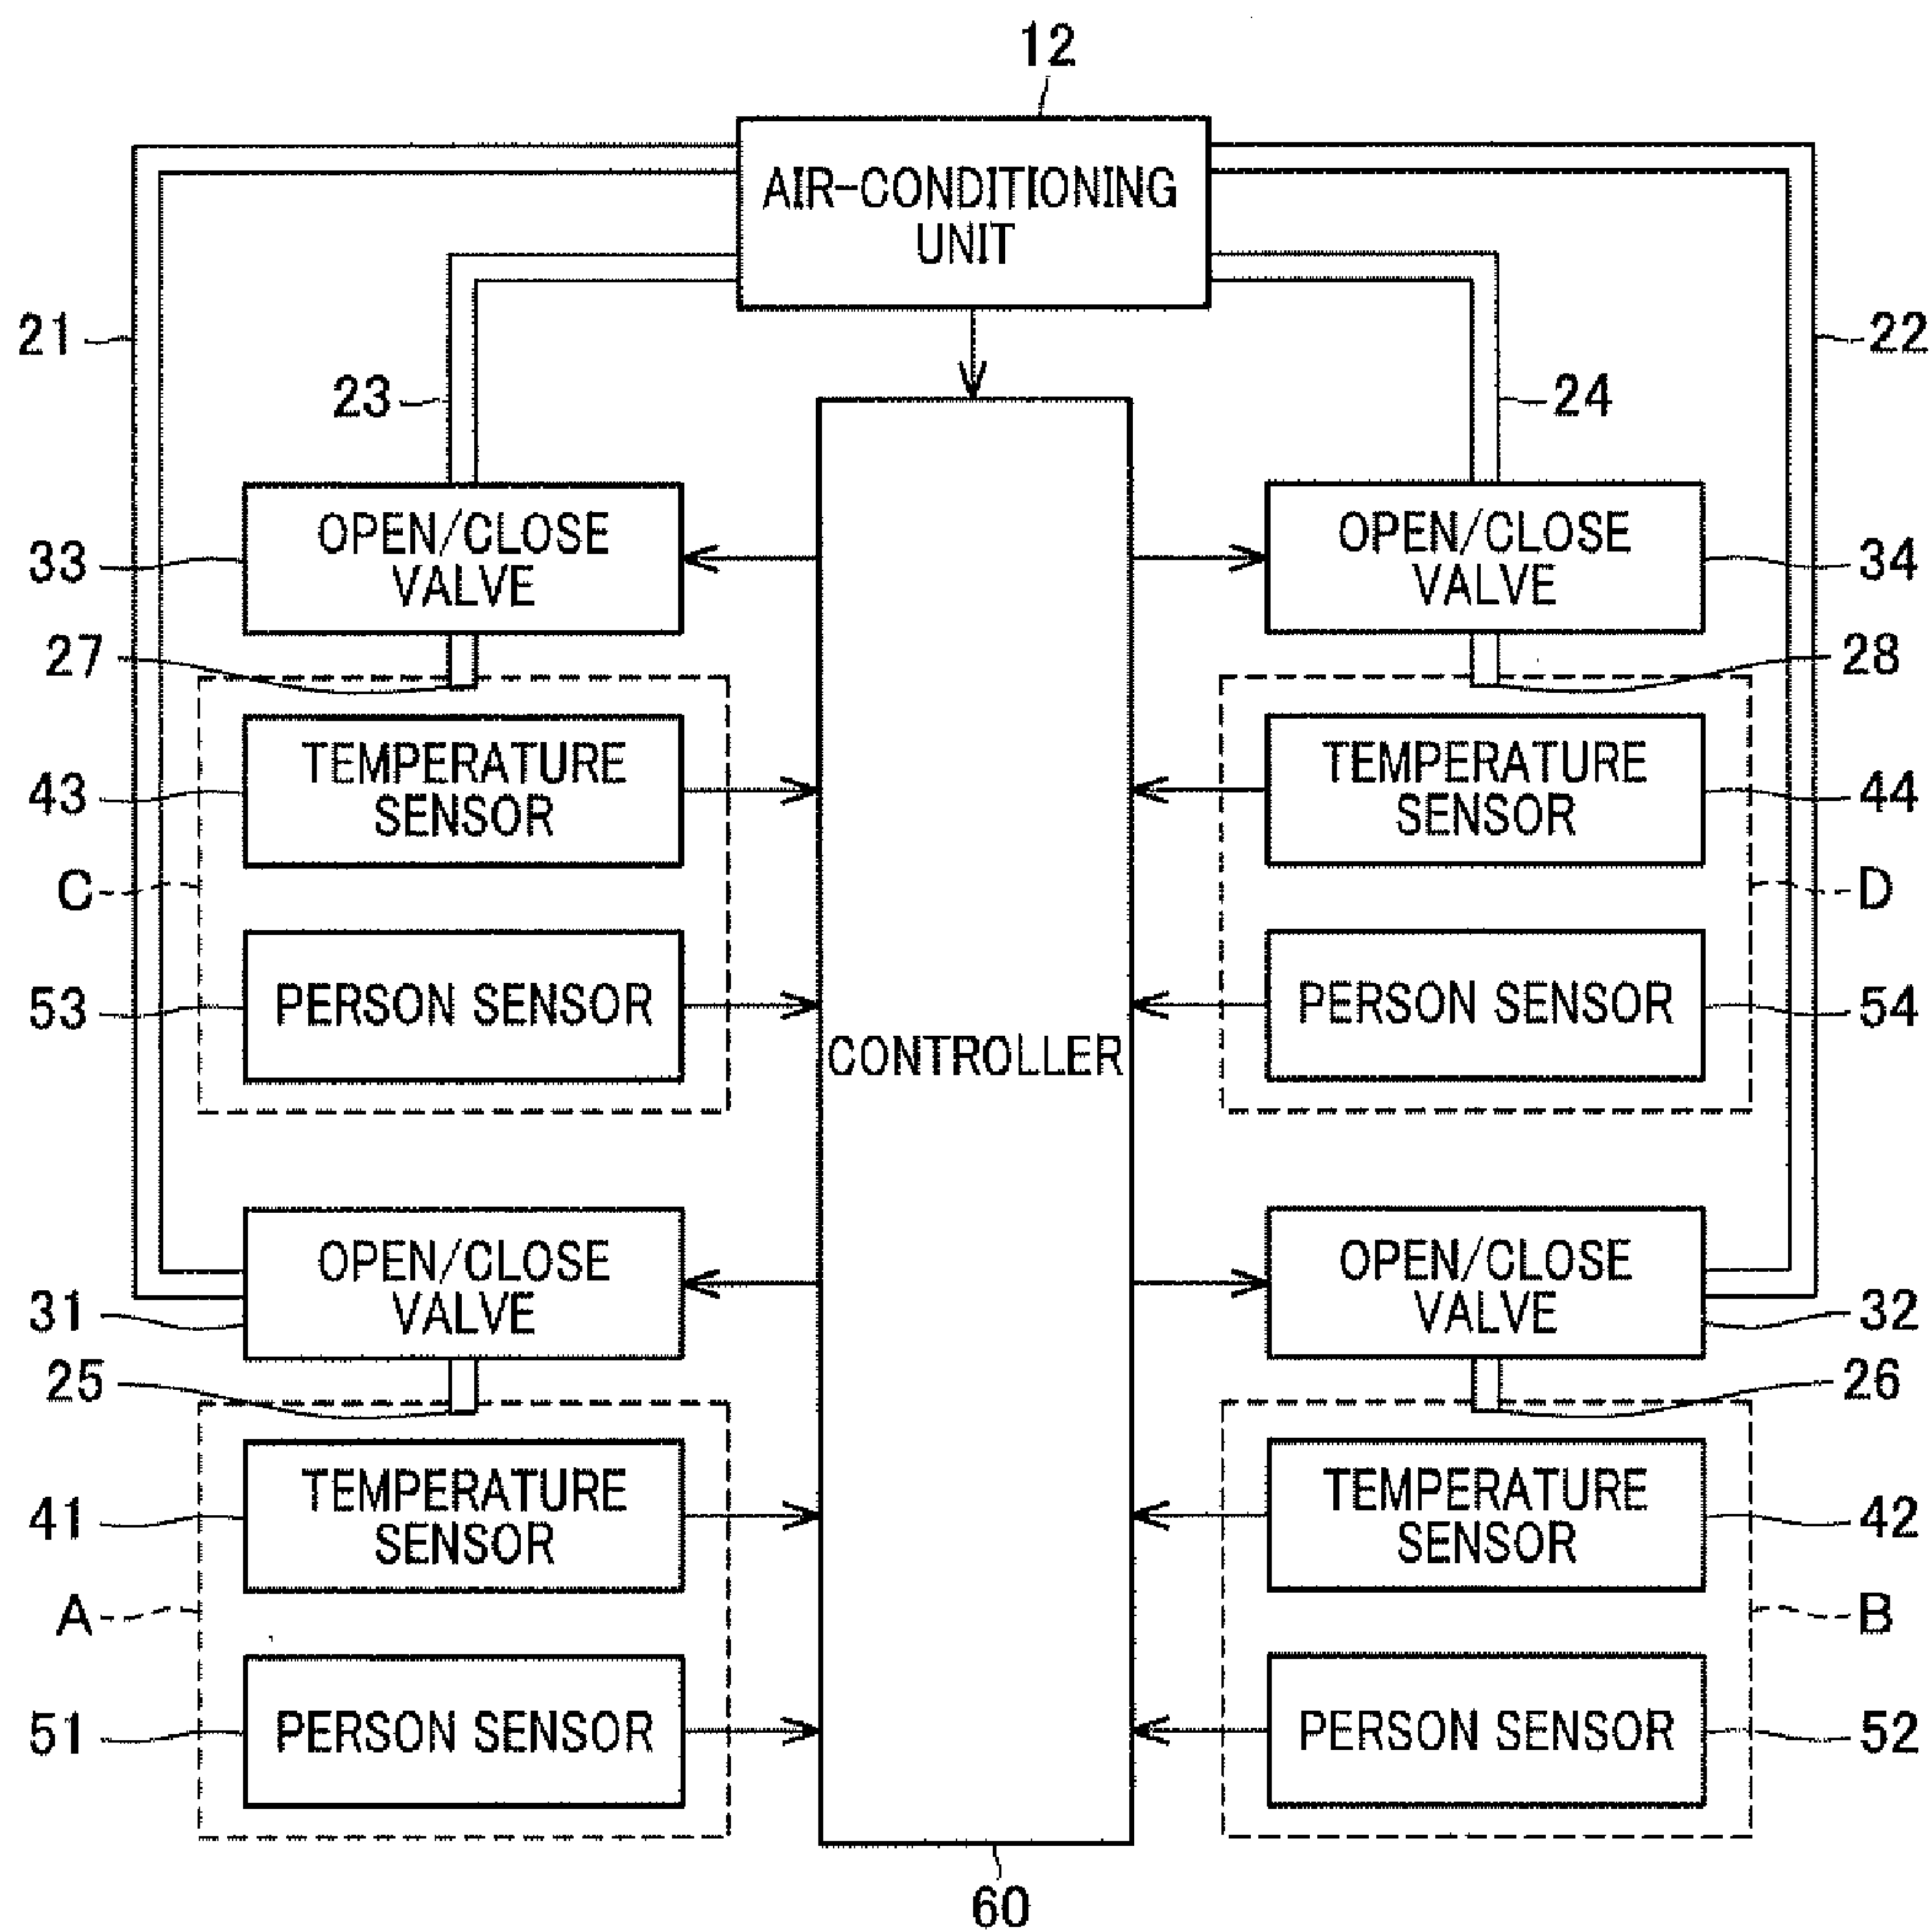 12
AIR-CONDITIONING
UNIT
21
22
23
24
OPEN/CLOSE
VALVE
33
OPEN/CLOSE
VALVE
34
27
28
TEMPERATURE
SENSOR
43
TEMPERATURE
SENSOR
44
C
D
PERSON SENSOR
53
PERSON SENSOR
54
CONTROLLER
OPEN/CLOSE
VALVE
31
OPEN/CLOSE
VALVE
32
25
26
TEMPERATURE
SENSOR
41
TEMPERATURE
SENSOR
42
A
B
PERSON SENSOR
51
PERSON SENSOR
52
60